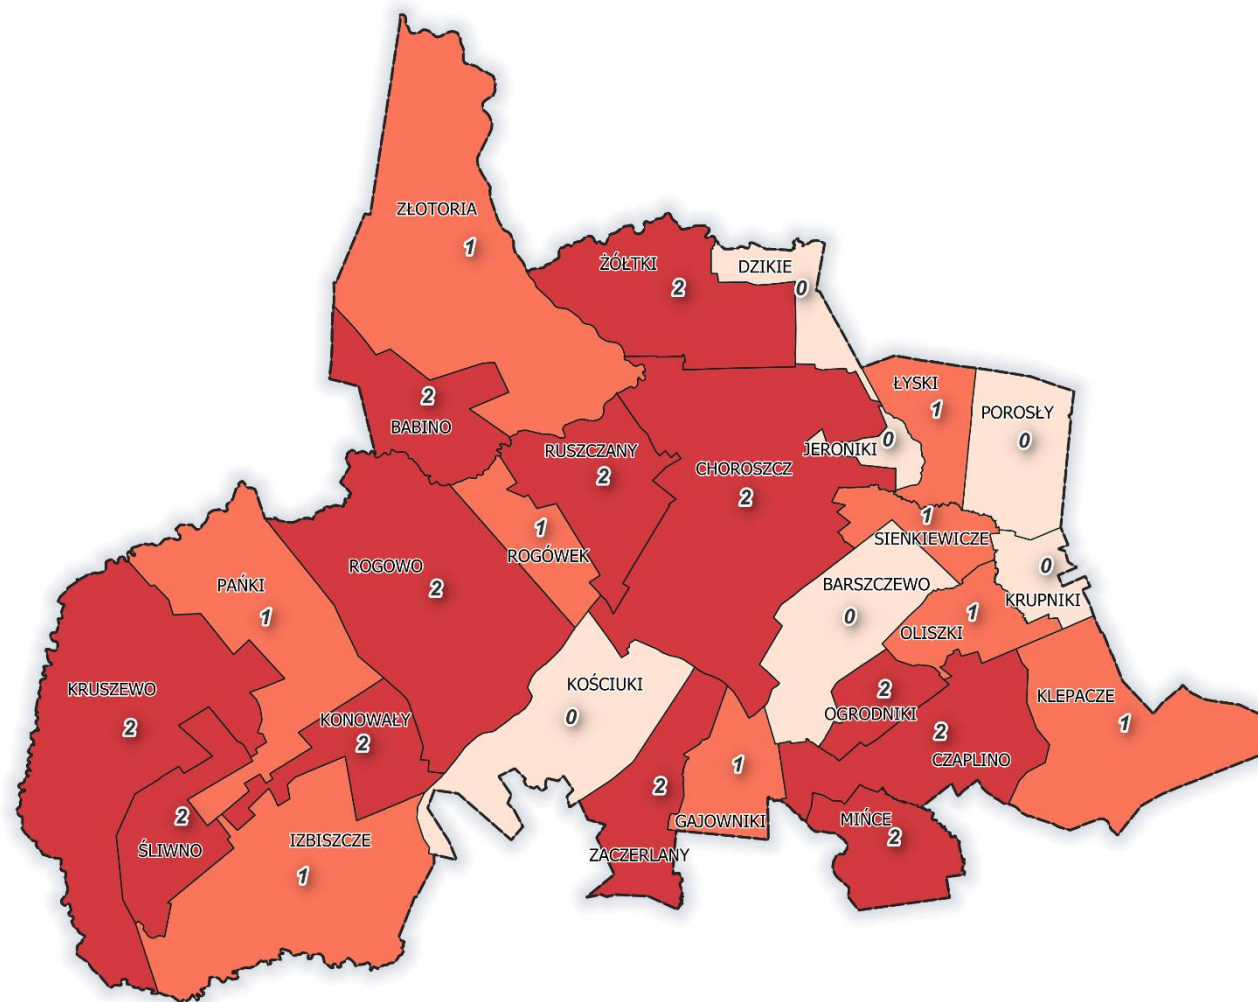 ZŁOTORIA
1
ŻÓŁTKI
2
DZIKIE
0
ŁYSKI
1
POROSŁY
0
2
BABINO
RUSZCZANY
2
CHOROSZCZ
2
JERONIKI
0
1
SIENKIEWICZE
1
ROGÓWEK
ROGOWO
2
PAŃKI
1
BARSZCZEWO
0
0
KRUPNIKI
1
OLISZKI
KRUSZEWO
2
KONOWAŁY
2
KOŚCIUKI
0
2
OGRODNIKI
KLEPACZE
1
2
CZAPLINO
2
ŚLIWNO
IZBISZCZE
1
2
ZACZERLANY
1
GAJOWNIKI
MIŃCE
2